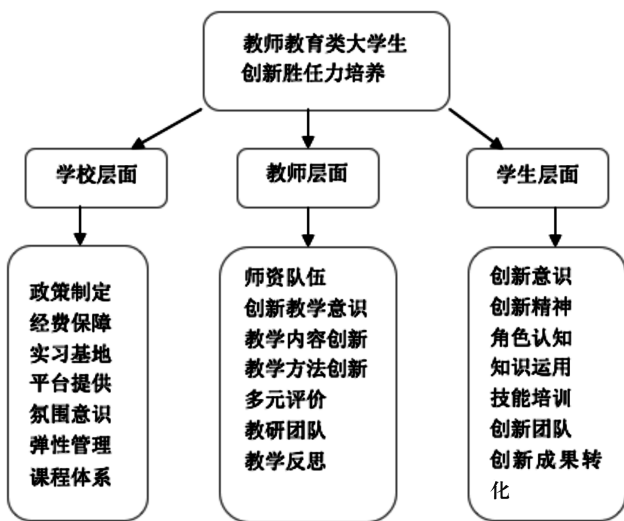 教师教育类大学生
创新胜任力培养
学校层面
教师层面
学生层面
政策制定
经费保障
实习基地
平台提供
氛围意识
弹性管理
课程体系
师资队伍
创新教学意识
教学内容创新
教学方法创新
多元评价
教研团队
教学反思
创新意识
创新精神
角色认知
知识运用
技能培训
创新团队
创新成果转
化